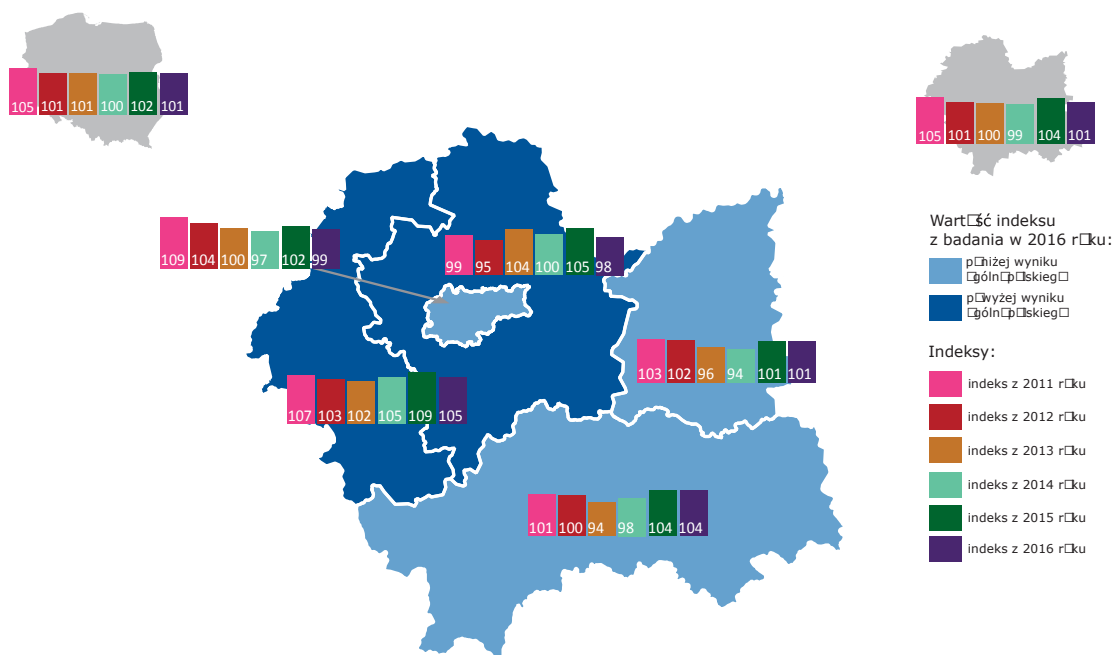 105 101 101 100 102 101
105 101 100 99 104 101
109 104 100 97 102 99
99 95 104 100 105 98
103 102 96 94 101 101
107 103 102 105 109 105
101 100 94 98 104 104
Wart□ść indeksu
z badania w 2016 r□ku:
p□niżej wyniku
□góln□p□lskieg□
p□wyżej wyniku
□góln□p□lskieg□
Indeksy:
indeks z 2011 r□ku
indeks z 2012 r□ku
indeks z 2013 r□ku
indeks z 2014 r□ku
indeks z 2015 r□ku
indeks z 2016 r□ku